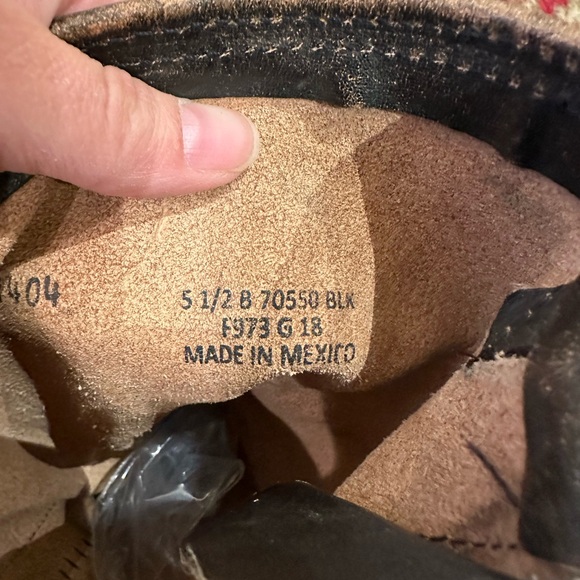 404
5 1/2 B 70550 BLK
F973 G 18
MADE IN MEXICO